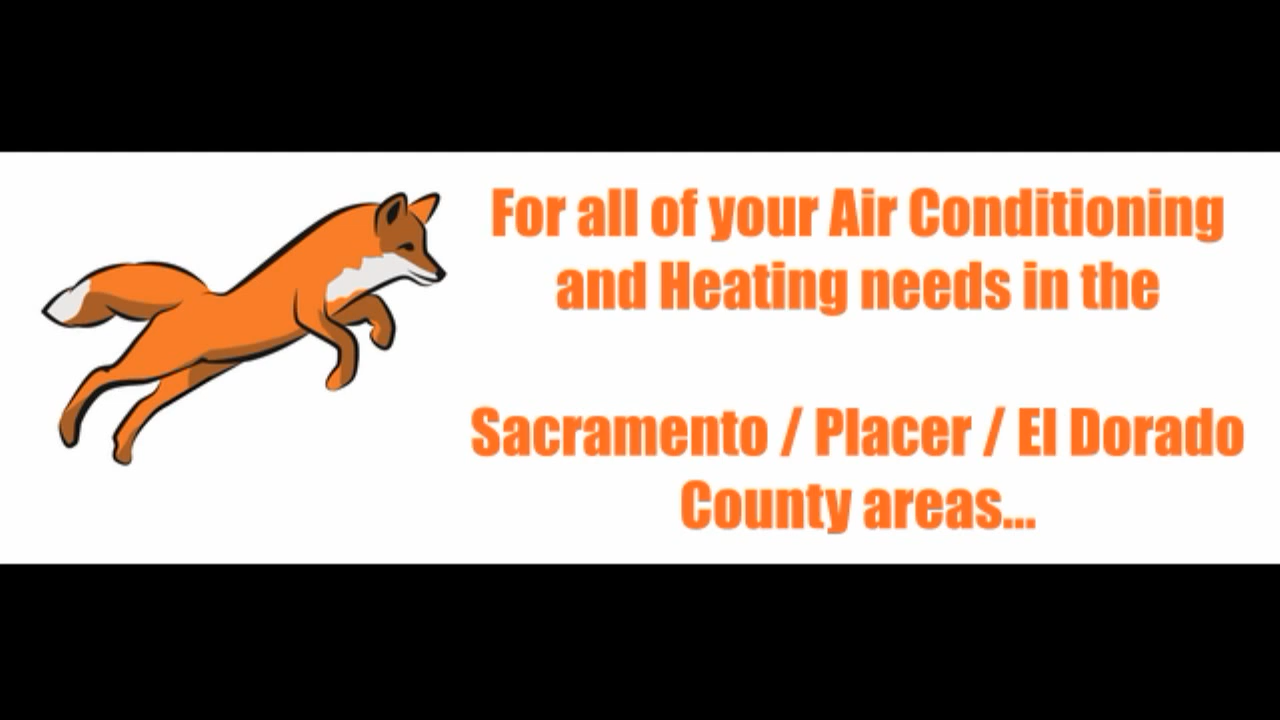 For all of your Air Conditioning
and Heating needs in the
Sacramento / Placer / El Dorado
County areas...